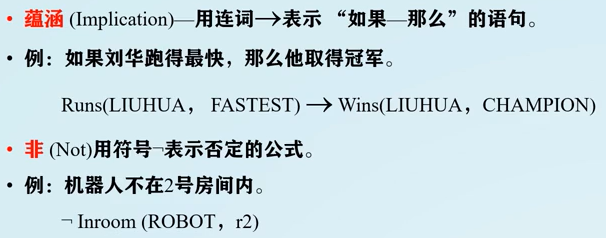 • 蕴涵 (Implication)—用连词→表示 “如果—那么”的语句。
• 例：如果刘华跑得最快，那么他取得冠军。
Runs(LIUHUA， FASTEST) → Wins(LIUHUA，CHAMPION)
• 非 (Not)用符号¬表示否定的公式。
• 例：机器人不在2号房间内。
¬ Inroom (ROBOT，r2)